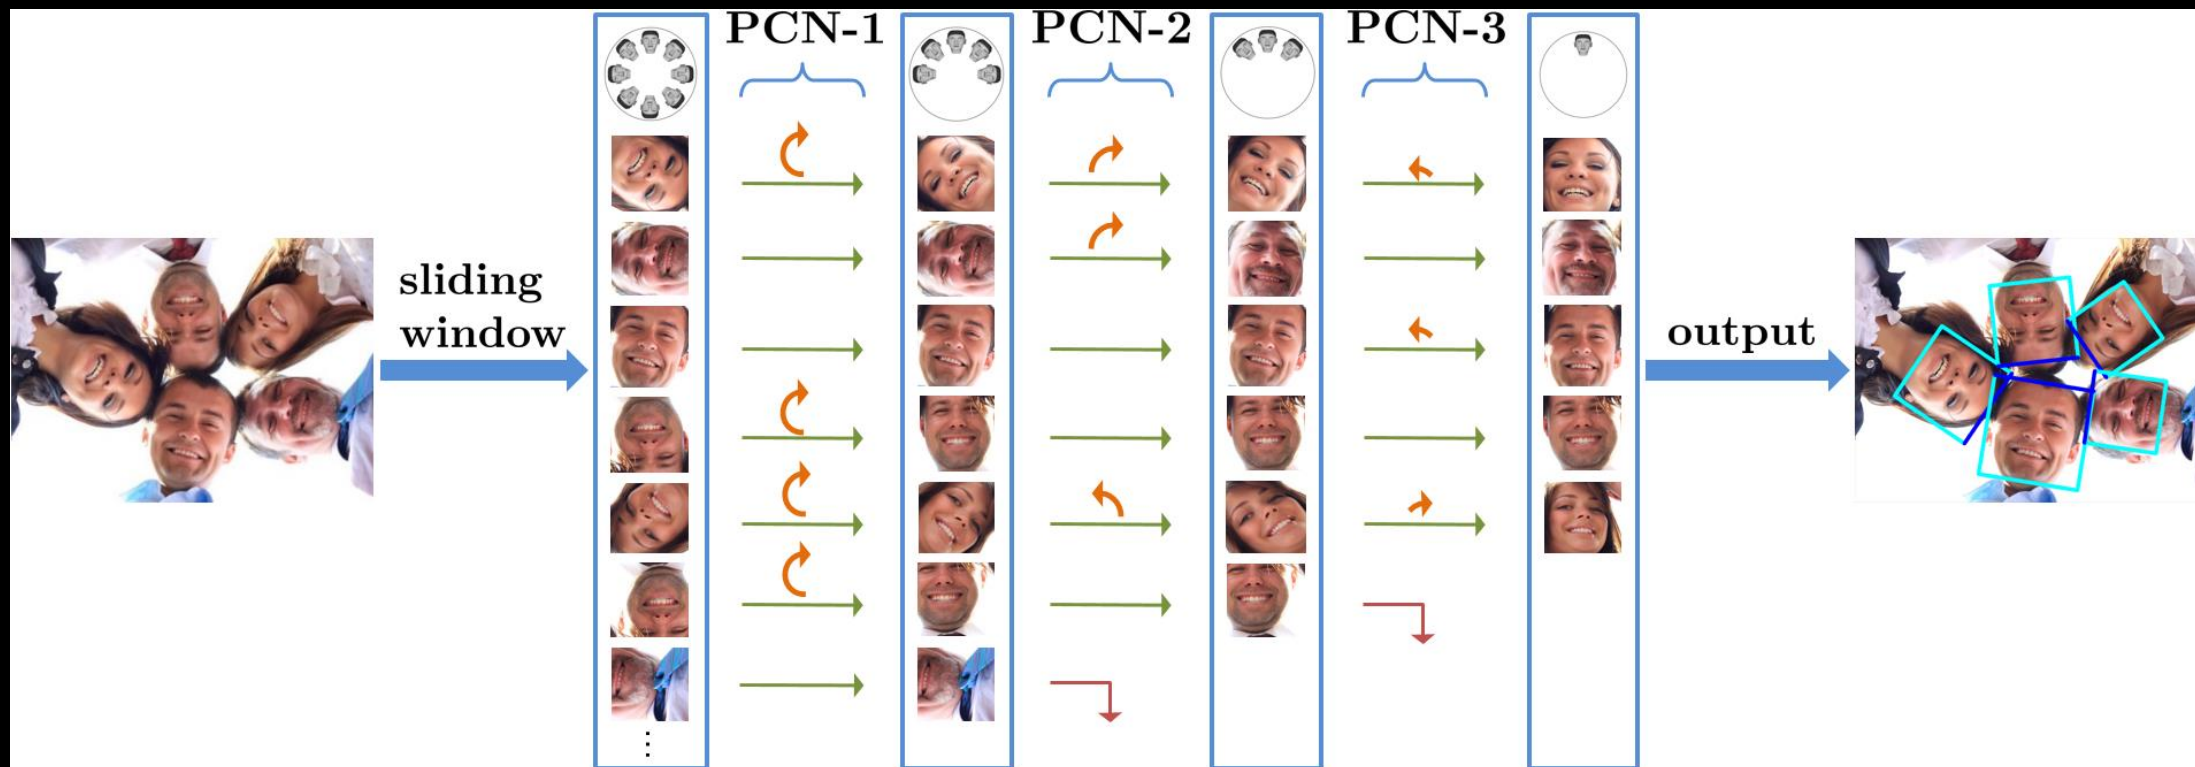 PCN-1
PCN-2
PCN-3
sliding
window
output
⋮